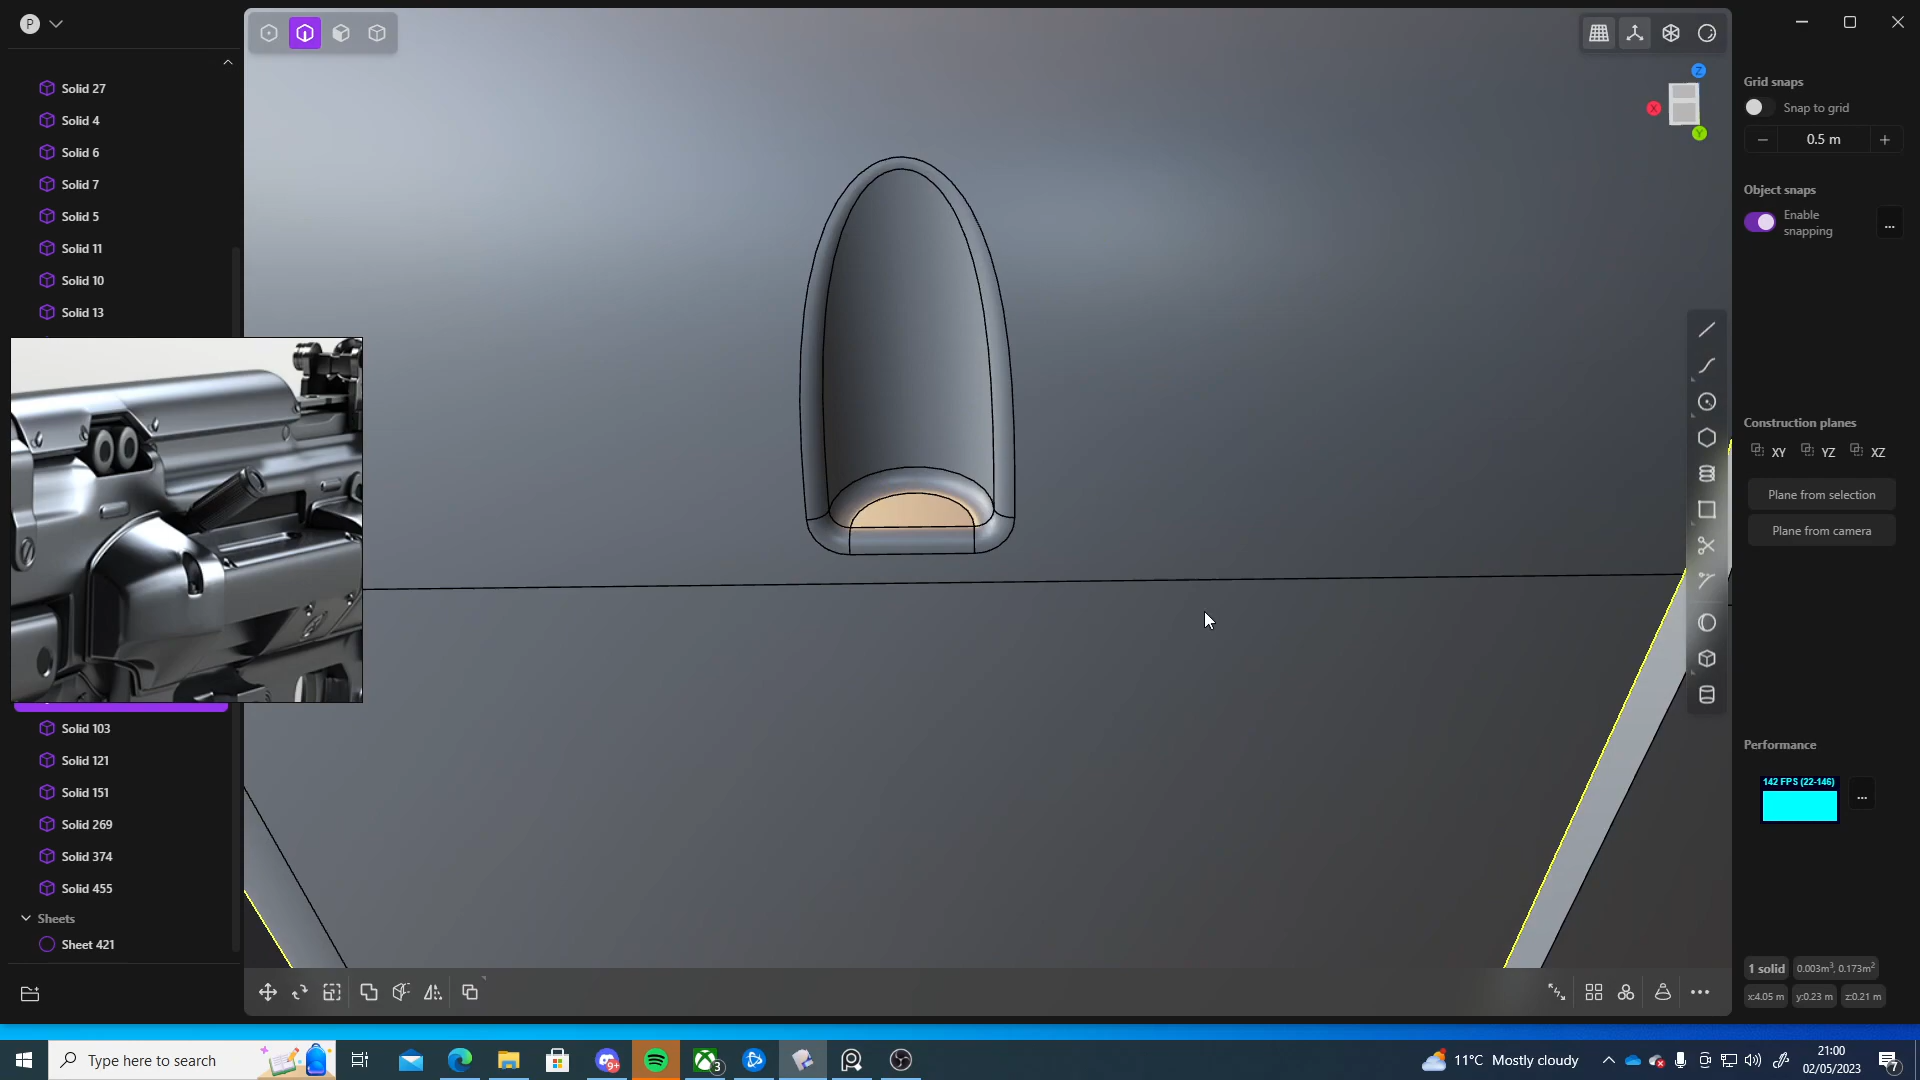 P
Solid 27
Solid 4
Solid 6
Solid 7
Solid 5
Solid 11
Solid 10
Solid 13
Solid 103
Solid 121
Solid 151
Solid 269
Solid 374
Solid 455
Sheets
Sheet 421
Z
X
Y
Grid snaps
Snap to grid
0.5 m
Object snaps
Enable
snapping
...
Construction planes
XY YZ XZ
Plane from selection
Plane from camera
Performance
142 FPS (22-146)
...
1 solid 0.003m³, 0.173m²
x:4.05 m y:0.23 m z:0.21 m
Type here to search
9+
3
11°C Mostly cloudy
21:00
02/05/2023
7